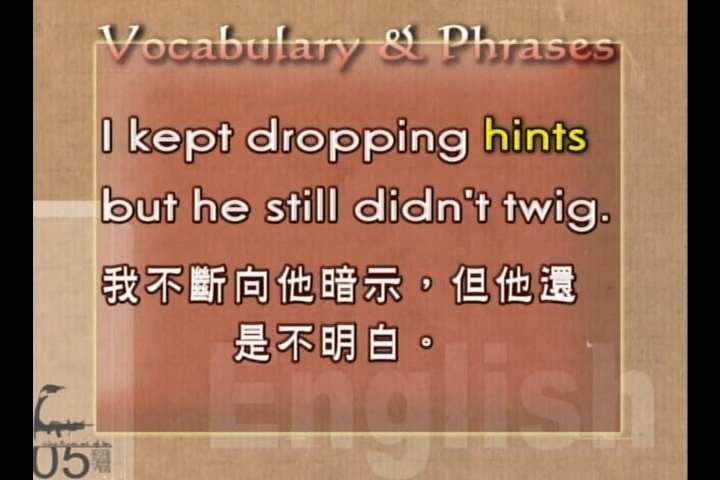 Vocabulary & Phrases
I kept dropping hints
but he still didn't twig.
我不斷向他暗示，但他還
是不明白。
English
05